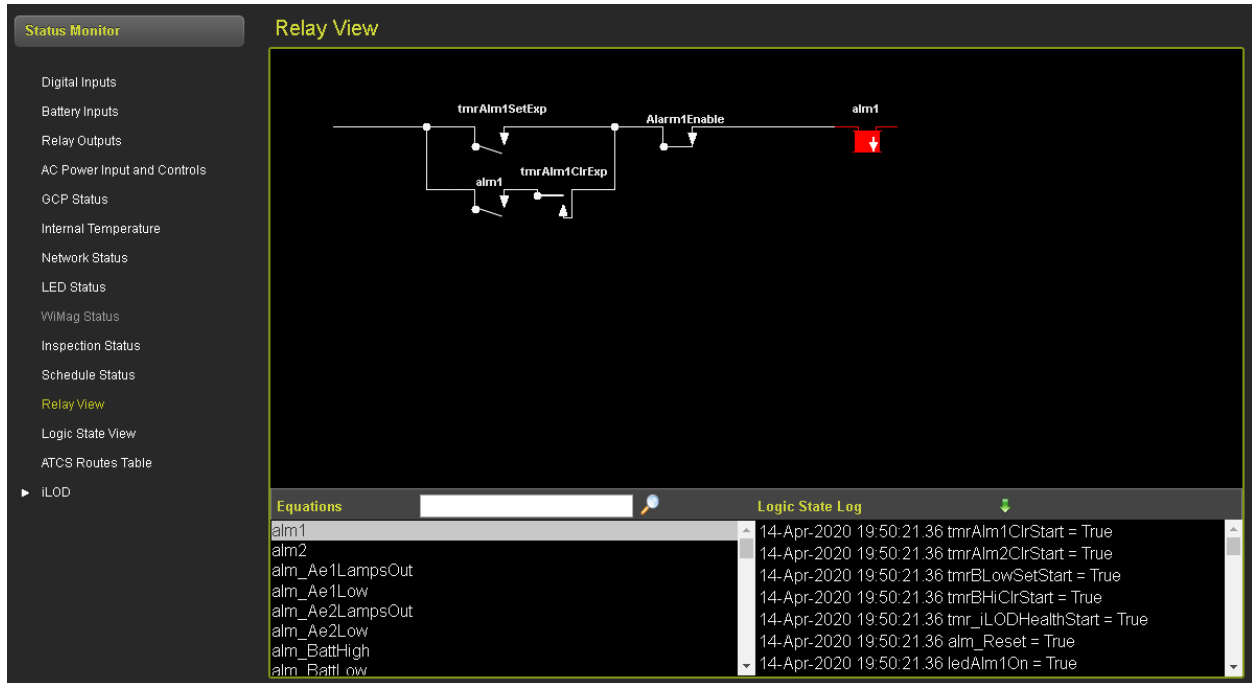 Status Monitor
Digital Inputs
Battery Inputs
Relay Outputs
AC Power Input and Controls
GCP Status
Internal Temperature
Network Status
LED Status
WiMag Status
Inspection Status
Schedule Status
Relay View
Logic State View
ATCS Routes Table
iLOD
Relay View
tmrAlm1SetExp
Alarm1Enable
alm1
alm1
tmrAlm1ClrExp
Equations
alm1
alm2
alm_Ae1LampsOut
alm_Ae1Low
alm_Ae2LampsOut
alm_Ae2Low
alm_BattHigh
alm_BattLow
Logic State Log
14-Apr-2020 19:50:21.36 tmrAlm1ClrStart = True
14-Apr-2020 19:50:21.36 tmrAlm2ClrStart = True
14-Apr-2020 19:50:21.36 tmrBLowSetStart = True
14-Apr-2020 19:50:21.36 tmrBHiClrStart = True
14-Apr-2020 19:50:21.36 tmr_iLODHealthStart = True
14-Apr-2020 19:50:21.36 alm_Reset = True
14-Apr-2020 19:50:21.36 ledAlm1On = True